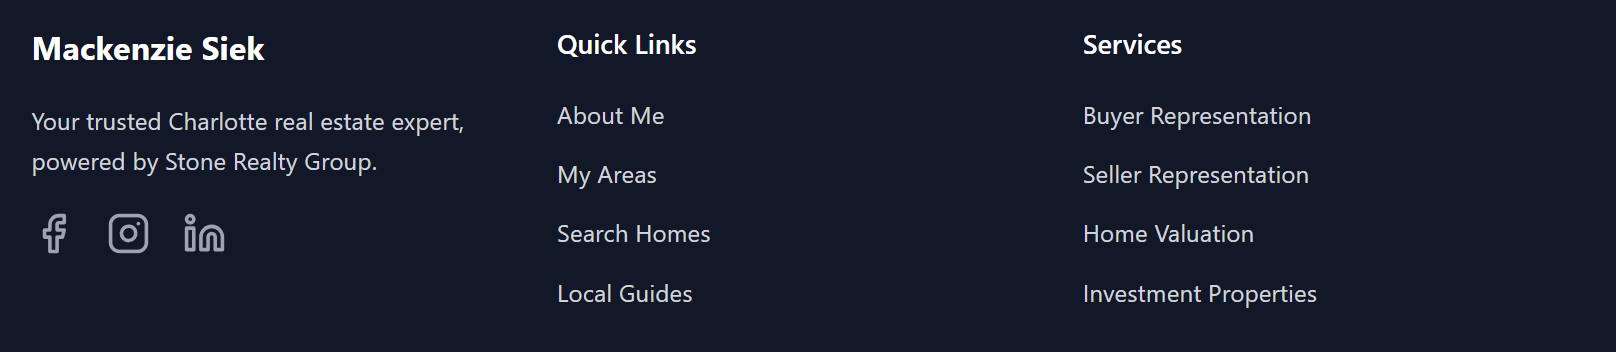 Mackenzie Siek
Your trusted Charlotte real estate expert,
powered by Stone Realty Group.
Quick Links
About Me
My Areas
Search Homes
Local Guides
Services
Buyer Representation
Seller Representation
Home Valuation
Investment Properties